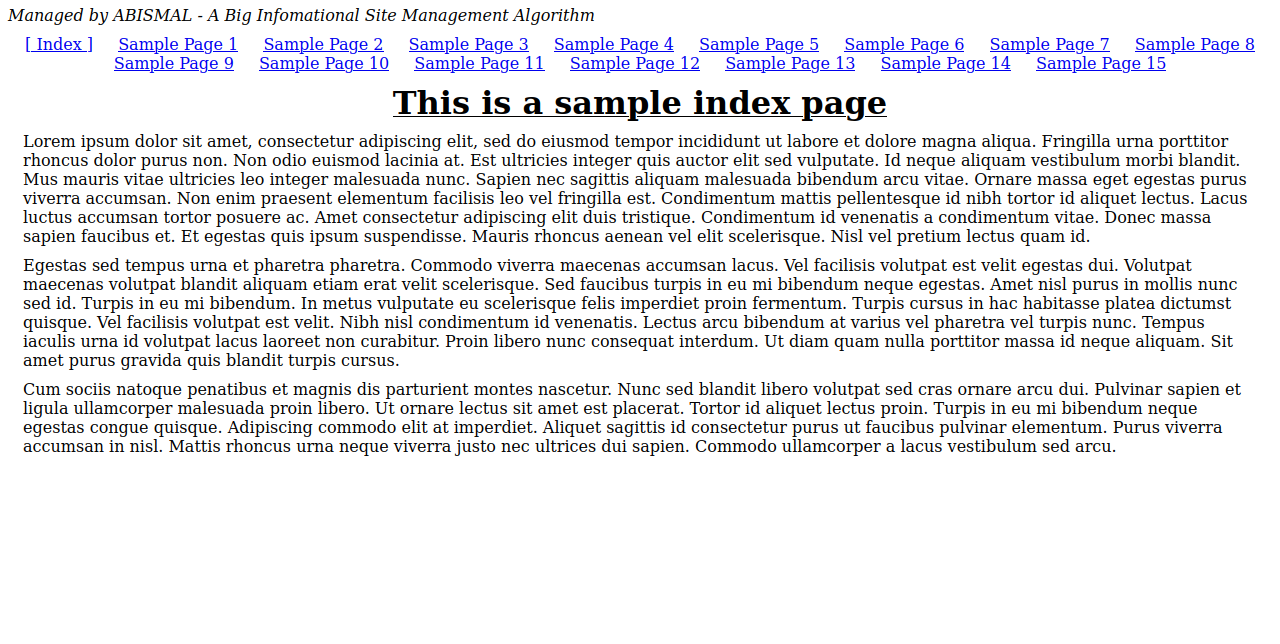 Managed by ABISMAL - A Big Infomational Site Management Algorithm
[ Index ] Sample Page 1 Sample Page 2 Sample Page 3 Sample Page 4 Sample Page 5 Sample Page 6 Sample Page 7 Sample Page 8
Sample Page 9 Sample Page 10 Sample Page 11 Sample Page 12 Sample Page 13 Sample Page 14 Sample Page 15
This is a sample index page
Lorem ipsum dolor sit amet, consectetur adipiscing elit, sed do eiusmod tempor incididunt ut labore et dolore magna aliqua. Fringilla urna porttitor
rhoncus dolor purus non. Non odio euismod lacinia at. Est ultricies integer quis auctor elit sed vulputate. Id neque aliquam vestibulum morbi blandit.
Mus mauris vitae ultricies leo integer malesuada nunc. Sapien nec sagittis aliquam malesuada bibendum arcu vitae. Ornare massa eget egestas purus
viverra accumsan. Non enim praesent elementum facilisis leo vel fringilla est. Condimentum mattis pellentesque id nibh tortor id aliquet lectus. Lacus
luctus accumsan tortor posuere ac. Amet consectetur adipiscing elit duis tristique. Condimentum id venenatis a condimentum vitae. Donec massa
sapien faucibus et. Et egestas quis ipsum suspendisse. Mauris rhoncus aenean vel elit scelerisque. Nisl vel pretium lectus quam id.
Egestas sed tempus urna et pharetra pharetra. Commodo viverra maecenas accumsan lacus. Vel facilisis volutpat est velit egestas dui. Volutpat
maecenas volutpat blandit aliquam etiam erat velit scelerisque. Sed faucibus turpis in eu mi bibendum neque egestas. Amet nisl purus in mollis nunc
sed id. Turpis in eu mi bibendum. In metus vulputate eu scelerisque felis imperdiet proin fermentum. Turpis cursus in hac habitasse platea dictumst
quisque. Vel facilisis volutpat est velit. Nibh nisl condimentum id venenatis. Lectus arcu bibendum at varius vel pharetra vel turpis nunc. Tempus
iaculis urna id volutpat lacus laoreet non curabitur. Proin libero nunc consequat interdum. Ut diam quam nulla porttitor massa id neque aliquam. Sit
amet purus gravida quis blandit turpis cursus.
Cum sociis natoque penatibus et magnis dis parturient montes nascetur. Nunc sed blandit libero volutpat sed cras ornare arcu dui. Pulvinar sapien et
ligula ullamcorper malesuada proin libero. Ut ornare lectus sit amet est placerat. Tortor id aliquet lectus proin. Turpis in eu mi bibendum neque
egestas congue quisque. Adipiscing commodo elit at imperdiet. Aliquet sagittis id consectetur purus ut faucibus pulvinar elementum. Purus viverra
accumsan in nisl. Mattis rhoncus urna neque viverra justo nec ultrices dui sapien. Commodo ullamcorper a lacus vestibulum sed arcu.